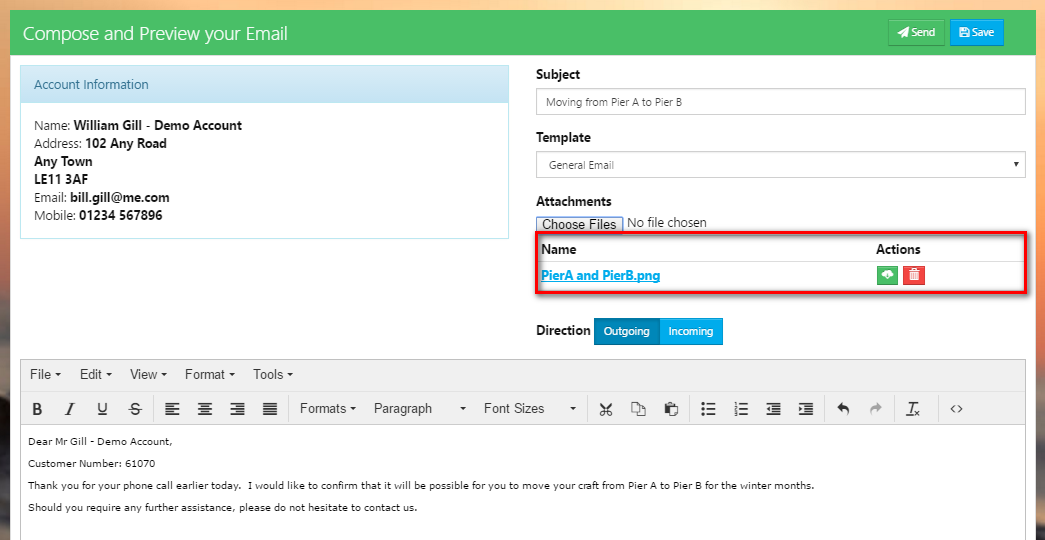 Compose and Preview your Email
Send
Save
Account Information
Name: William Gill - Demo Account
Address: 102 Any Road
Any Town
LE11 3AF
Email: bill.gill@me.com
Mobile: 01234 567896
Subject
Moving from Pier A to Pier B
Template
General Email
Attachments
Choose Files No file chosen
Name Actions
PierA and PierB.png
Direction Outgoing Incoming
File Edit View Format Tools
B I U S Formats Paragraph Font Sizes
Dear Mr Gill - Demo Account,
Customer Number: 61070
Thank you for your phone call earlier today.  I would like to confirm that it will be possible for you to move your craft from Pier A to Pier B for the winter months.
Should you require any further assistance, please do not hesitate to contact us.